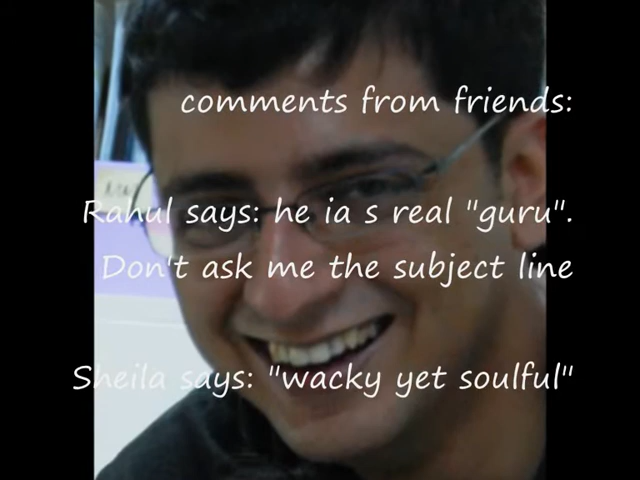 comments from friends:
Rahul says: he ia s real "guru".
Don't ask me the subject line
Sheila says: "wacky yet soulful"